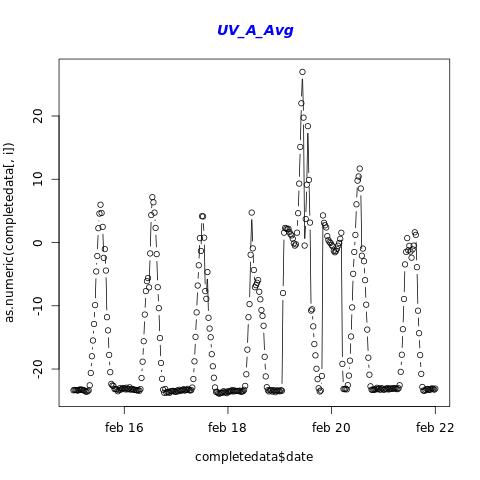 UV_A_Avg
as.numeric(completedata[, i])
20
10
0
-10
-20
feb 16
feb 18
feb 20
feb 22
completedata$date